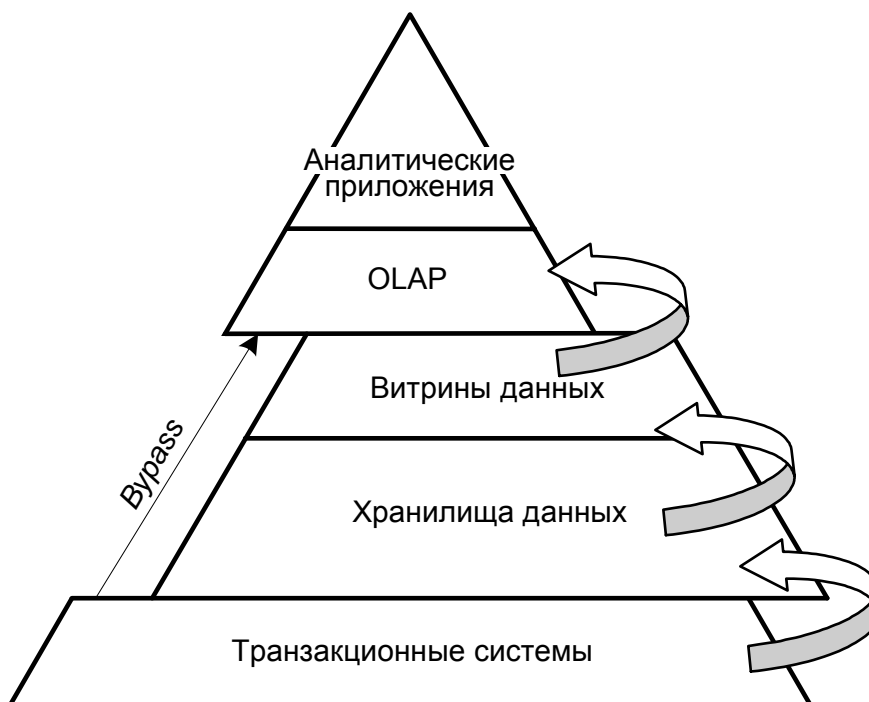 Аналитические
приложения
OLAP
Витрины данных
Bypass
Хранилища данных
Транзакционные системы